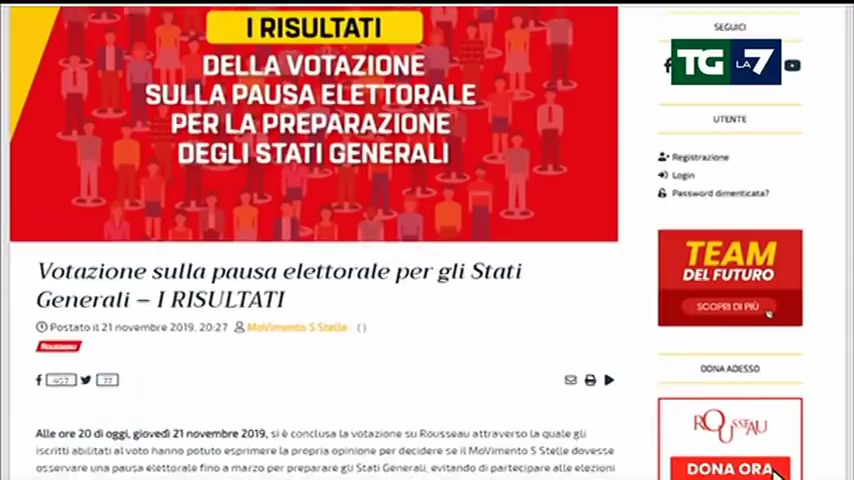 I RISULTATI
DELLA VOTAZIONE
SULLA PAUSA ELETTORALE
PER LA PREPARAZIONE
DEGLI STATI GENERALI
Votazione sulla pausa elettorale per gli Stati
Generali – I RISULTATI
Postato il 21 novembre 2019, 20:27 MoVimento 5 Stelle ()
Rousseau
457 77
Alle ore 20 di oggi, giovedì 21 novembre 2019, si è conclusa la votazione su Rousseau attraverso la quale gli
iscritti abilitati al voto hanno potuto esprimere la propria opinione per decidere se il MoVimento 5 Stelle dovesse
osservare una pausa elettorale fino a marzo per preparare gli Stati Generali, evitando di partecipare alle elezioni
SEGUICI
TG LA7
UTENTE
Registrazione
Login
Password dimenticata?
TEAM
DEL FUTURO
SCOPRI DI PIÙ
DONA ADESSO
ROUSSEAU
DONA ORA